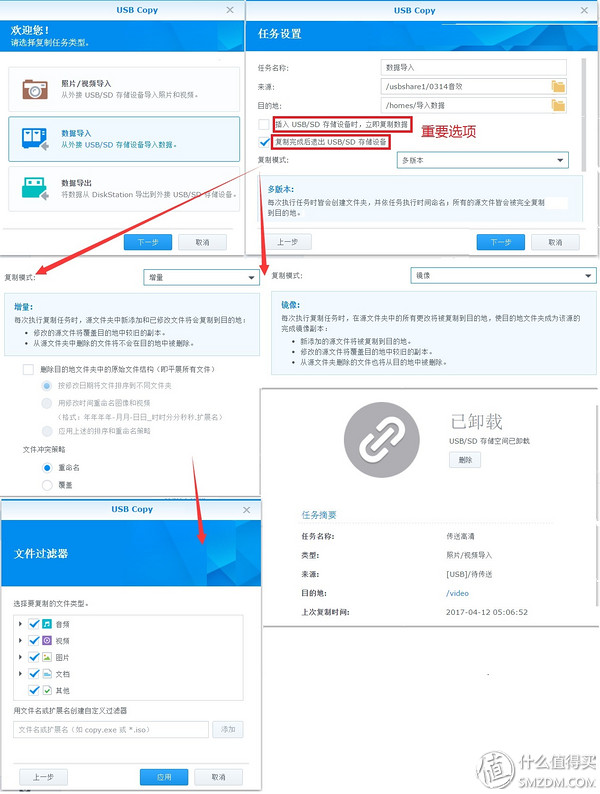 USB Copy
欢迎您！
请选择复制任务类型。
照片/视频导入
从外接 USB/SD 存储设备导入照片和视频。
数据导入
从外接 USB/SD 存储设备导入数据。
数据导出
将数据从 DiskStation 导出到外接 USB/SD 存储设备。
下一步
取消
USB Copy
任务设置
任务名称:
数据导入
来源:
/usbshare1/0314音效
目的地:
/homes/导入数据
插入 USB/SD 存储设备时，立即复制数据
复制完成后退出 USB/SD 存储设备
重要选项
复制模式:
多版本
多版本:
每次执行任务时皆会创建文件夹，并依任务执行时间命名；所有的源文件皆会被完全复制
到目的地。
上一步
下一步
取消
复制模式:
增量
增量:
每次执行复制任务时，源文件夹中新添加和已修改文件将会复制到目的地:
• 修改的源文件将覆盖目的地中较旧的副本。
• 从源文件夹中删除的文件不会在目的地中被删除。
删除目的地文件夹中的原始文件结构（即平展所有文件）
按修改日期将文件排序到不同文件夹
用修改时间重命名图像和视频
（格式：年年年年-月月-日日_时时分分秒秒.扩展名）
应用上述的排序和重命名策略
文件冲突策略
重命名
覆盖
复制模式:
镜像
镜像:
每次执行复制任务时，在源文件夹中的所有更改将被复制到目的地，使目的地文件夹成为该源的
完成镜像副本:
• 新添加的源文件将被复制到目的地。
• 修改的源文件将覆盖目的地中较旧的副本。
• 从源文件夹删除的文件也将从目的地中被删除。
已卸载
USB/SD 存储空间已卸载
删除
任务摘要
任务名称:
传送高清
类型:
照片/视频导入
来源:
[USB]/待传送
目的地:
/video
上次复制时间:
2017-04-12 05:06:52
USB Copy
文件过滤器
选择要复制的文件类型。
音频
视频
图片
文档
其他
用文件名或扩展名创建自定义过滤器
文件名或扩展名（如 copy.exe 或 *.iso）
添加
上一步
应用
取消
值 什么值得买
SMZDM.COM